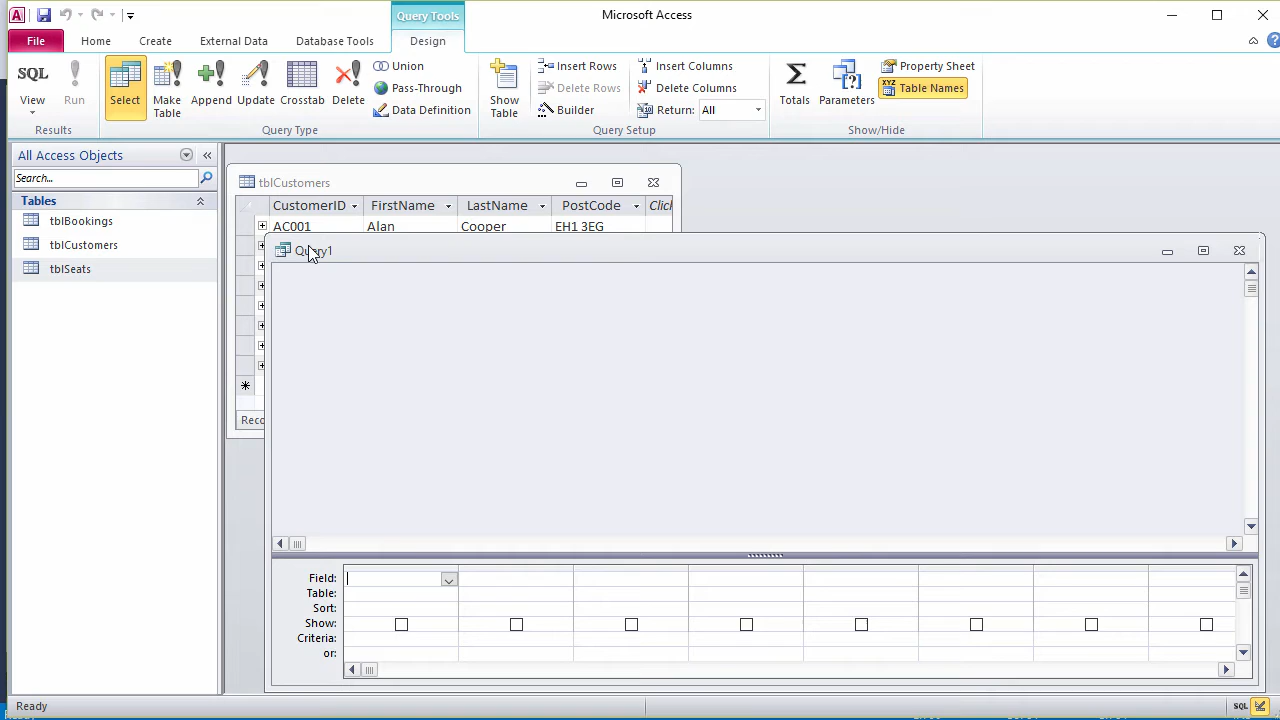 Microsoft Access
Query Tools
File
Home
Create
External Data
Database Tools
Design
SQL
View
Run
Results
Select
Make
Table
Append
Update
Crosstab
Delete
Union
Pass-Through
Data Definition
Query Type
Show
Table
Insert Rows
Delete Rows
Builder
Insert Columns
Delete Columns
Return: All
Query Setup
Totals
Parameters
Property Sheet
XYZ Table Names
Show/Hide
All Access Objects
Search...
Tables
tblBookings
tblCustomers
tblSeats
tblCustomers
CustomerID FirstName LastName PostCode Clicl
AC001 Alan Cooper EH1 3EG
Reco
Query1
Field:
Table:
Sort:
Show:
Criteria:
or:
Ready
SQL